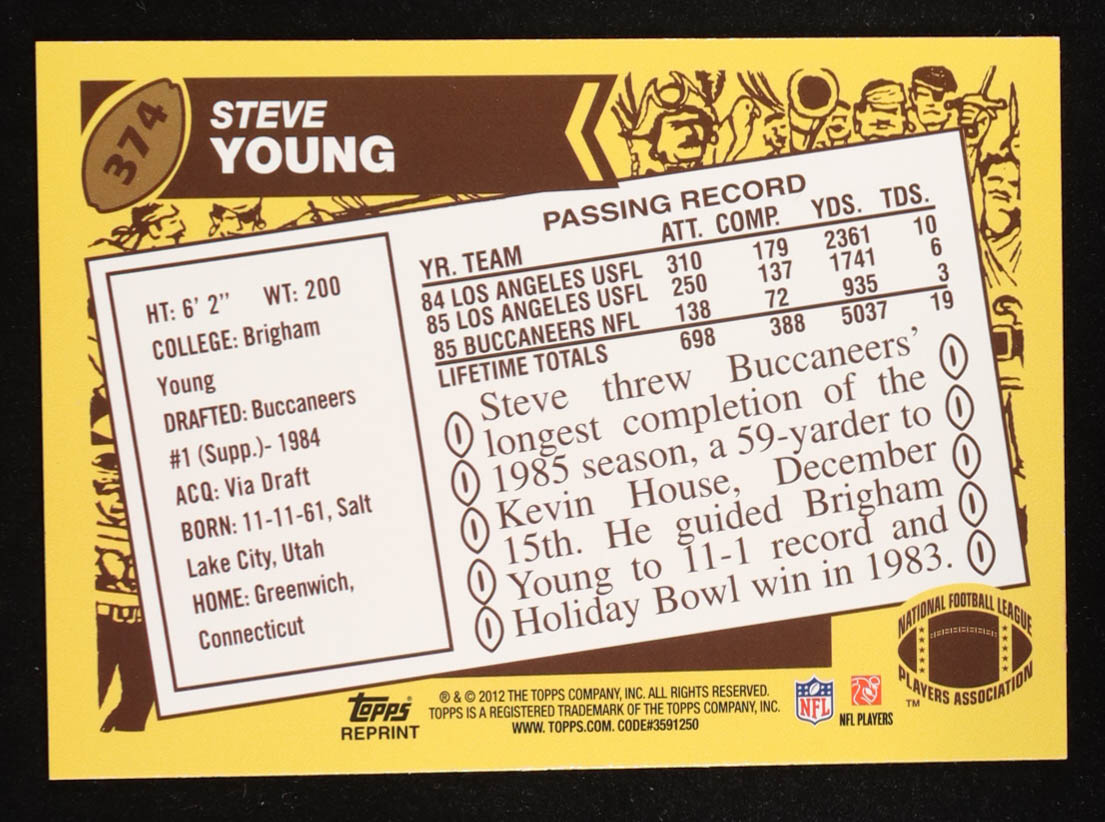 374
STEVE
YOUNG
PASSING RECORD
YR. TEAM ATT. COMP. YDS. TDS.
84 LOS ANGELES USFL 310 179 2361 10
85 LOS ANGELES USFL 250 137 1741 6
85 BUCCANEERS NFL 138 72 935 3
LIFETIME TOTALS 698 388 5037 19
HT: 6' 2" WT: 200
COLLEGE: Brigham
Young
DRAFTED: Buccaneers
#1 (Supp.)- 1984
ACQ: Via Draft
BORN: 11-11-61, Salt
Lake City, Utah
HOME: Greenwich,
Connecticut
Steve threw Buccaneers'
longest completion of the
1985 season, a 59-yarder to
Kevin House, December
15th. He guided Brigham
Young to 11-1 record and
Holiday Bowl win in 1983.
NATIONAL FOOTBALL LEAGUE
PLAYERS ASSOCIATION
TM
Topps®
REPRINT
® & © 2012 THE TOPPS COMPANY, INC. ALL RIGHTS RESERVED.
TOPPS IS A REGISTERED TRADEMARK OF THE TOPPS COMPANY, INC.
WWW. TOPPS.COM. CODE#3591250
NFL
NFL PLAYERS